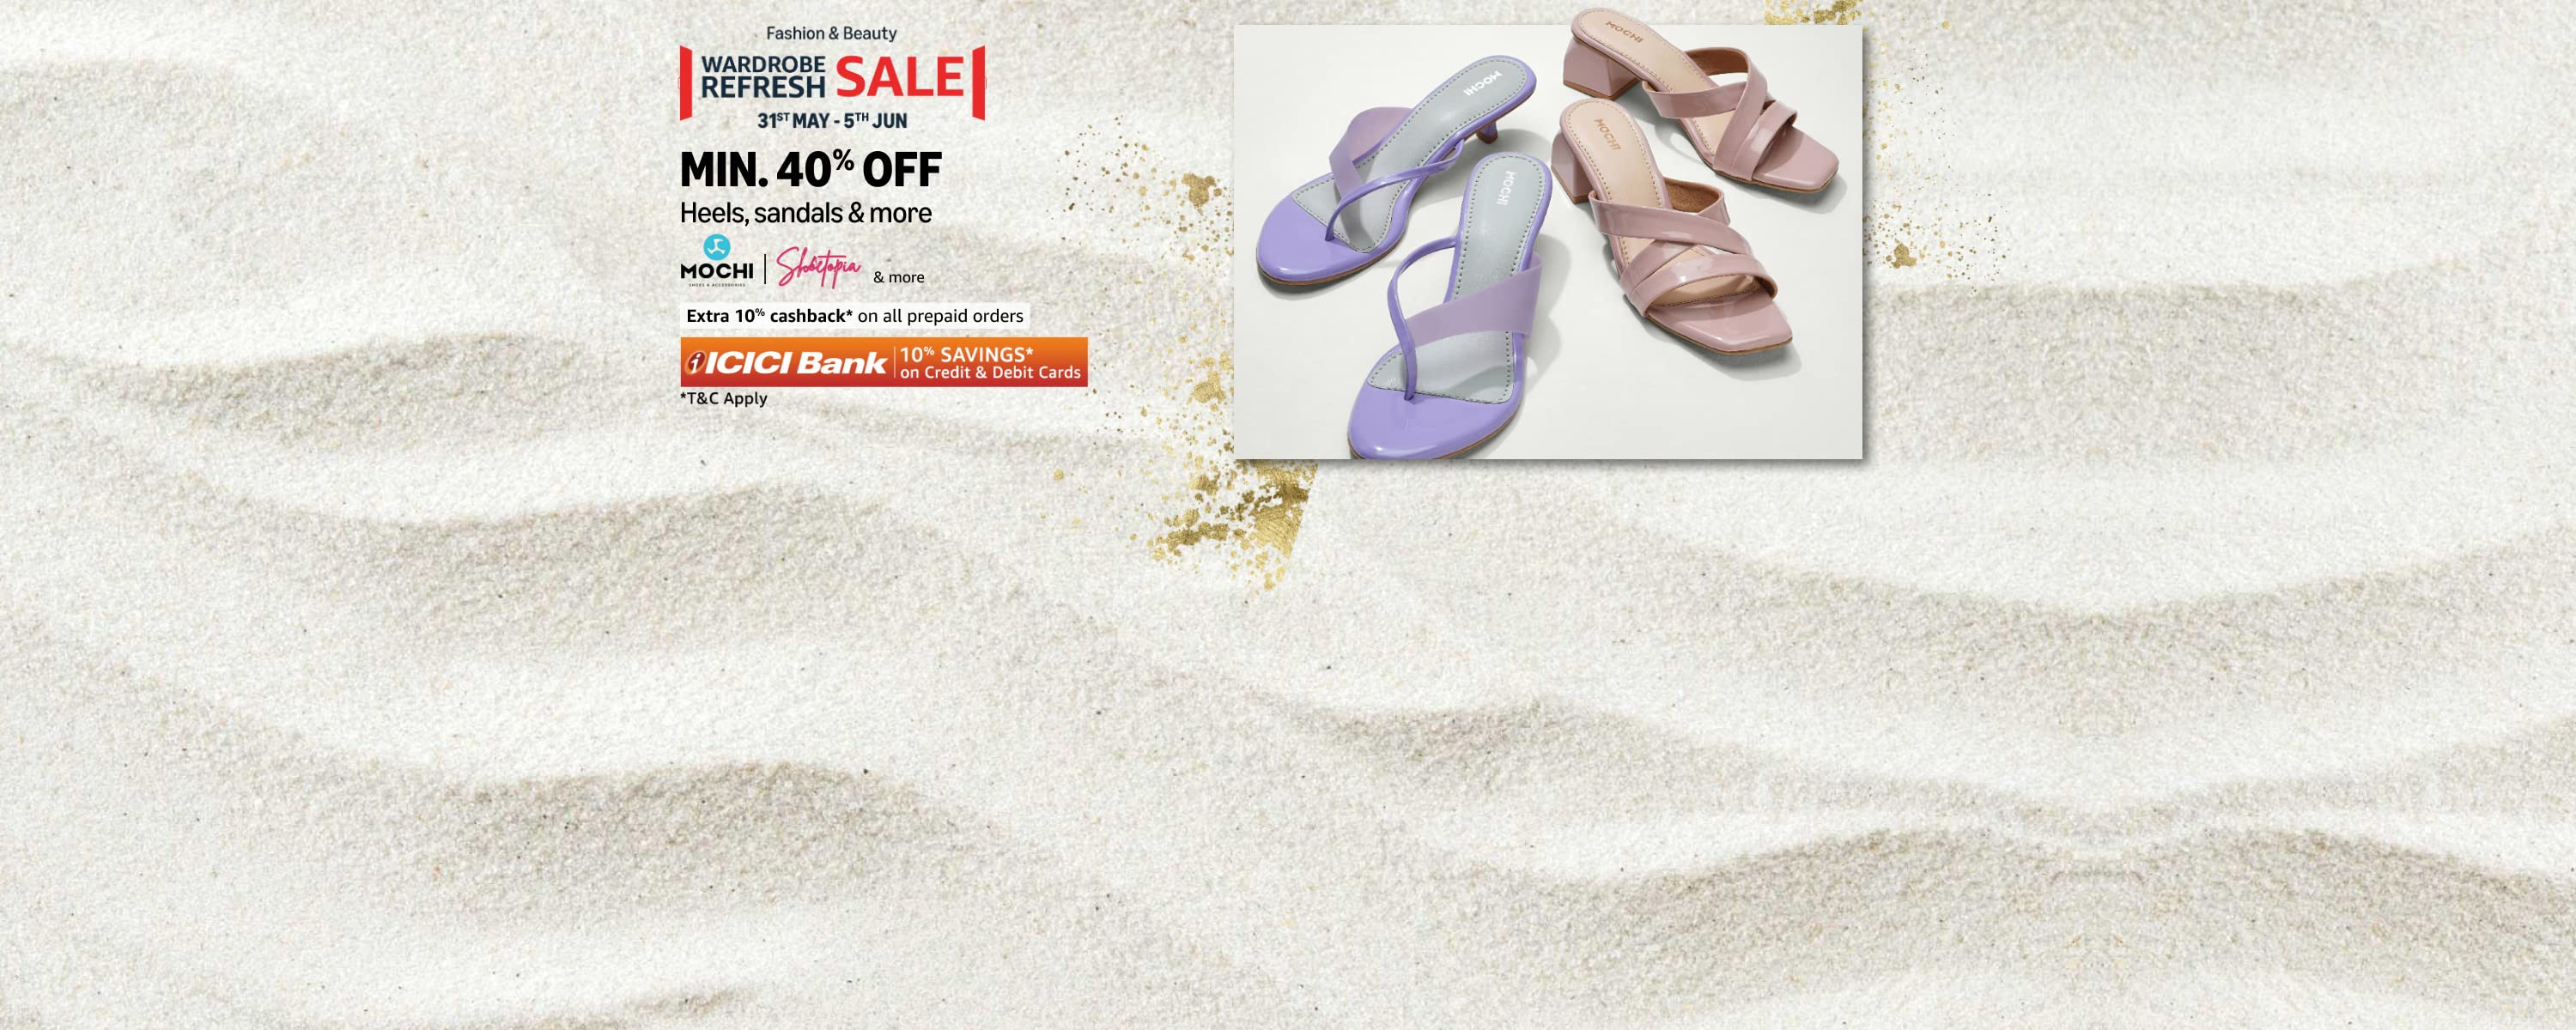 Fashion & Beauty
WARDROBE REFRESH SALE
31ST MAY - 5TH JUN
MIN. 40% OFF
Heels, sandals & more
MOCHI
SHOES & ACCESSORIES
Shoetopia
& more
Extra 10% cashback* on all prepaid orders
ICICI Bank
10% SAVINGS*
on Credit & Debit Cards
*T&C Apply
MOCHI
MOCHI
MOCHI
MOCHI